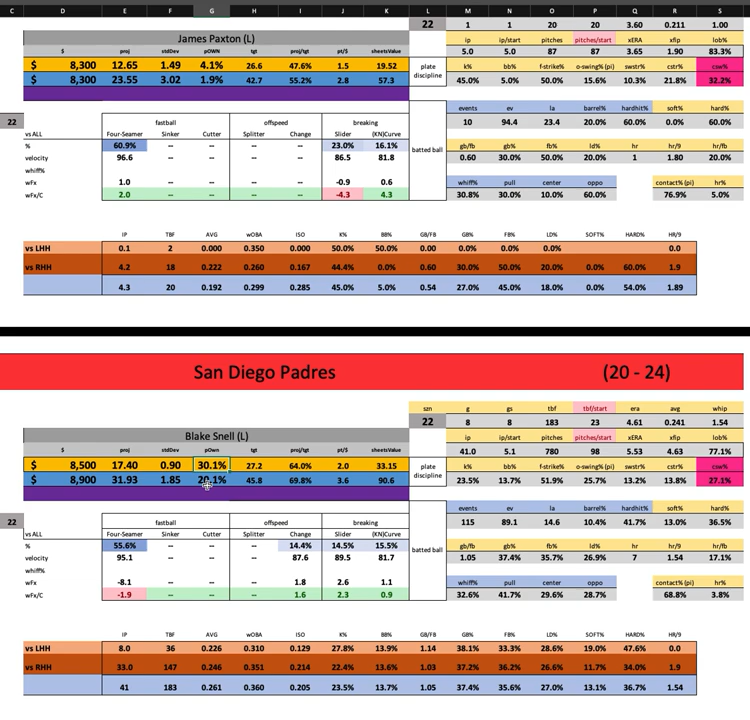 C D E F G H I J K L M N O P Q R S
22 1 1 20 20 3.60 0.211 1.00
James Paxton (L) ip ip/start pitches pitches/start xERA xfip lob%
$ proj stdDev pOWN tgt proj/tgt pt/$ sheetsValue 5.0 5.0 87 87 3.65 1.90 83.3%
$ 8,300 12.65 1.49 4.1% 26.6 47.6% 1.5 19.52 plate discipline k% bb% f-strike% o-swing% (pi) swstr% cstr% csw%
$ 8,300 23.55 3.02 1.9% 42.7 55.2% 2.8 57.3 45.0% 5.0% 50.0% 15.6% 10.3% 21.8% 32.2%
events ev la barrel% hardhit% soft% hard%
22 fastball offspeed breaking batted ball 10 94.4 23.4 20.0% 60.0% 0.0% 60.0%
vs ALL Four-Seamer Sinker Cutter Splitter Change Slider (KN)Curve
% 60.9% -- -- -- -- 23.0% 16.1% gb/fb gb% fb% ld% hr hr/9 hr/fb
velocity 96.6 -- -- -- -- 86.5 81.8 0.60 30.0% 50.0% 20.0% 1 1.80 20.0%
whiff%
wFx 1.0 -- -- -- -- -0.9 0.6 whiff% pull center oppo contact% (pi) hr%
wFx/C 2.0 -- -- -- -- -4.3 4.3 30.8% 30.0% 10.0% 60.0% 76.9% 5.0%
IP TBF AVG wOBA ISO K% BB% GB/FB GB% FB% LD% SOFT% HARD% HR/9
vs LHH 0.1 2 0.000 0.350 0.000 50.0% 50.0% 0.00 0.0% 0.0% 0.0% 0.0
vs RHH 4.2 18 0.222 0.260 0.167 44.4% 0.0% 0.60 30.0% 50.0% 20.0% 0.0% 60.0% 1.9
4.3 20 0.192 0.299 0.285 45.0% 5.0% 0.54 27.0% 45.0% 18.0% 0.0% 54.0% 1.89
San Diego Padres (20 - 24)
szn g gs tbf tbf/start era avg whip
22 8 8 183 23 4.61 0.241 1.54
Blake Snell (L) ip ip/start pitches pitches/start xERA xfip lob%
$ proj stdDev pOwn tgt proj/tgt pt/$ sheetsValue 41.0 5.1 780 98 5.53 4.63 77.1%
$ 8,500 17.40 0.90 30.1% 27.2 64.0% 2.0 33.15 plate discipline k% bb% f-strike% o-swing% (pi) swstr% cstr% csw%
$ 8,900 31.93 1.85 20.1% 45.8 69.8% 3.6 90.6 23.5% 13.7% 51.9% 25.7% 13.2% 13.8% 27.1%
events ev la barrel% hardhit% soft% hard%
22 fastball offspeed breaking batted ball 115 89.1 14.6 10.4% 41.7% 13.0% 36.5%
vs ALL Four-Seamer Sinker Cutter Splitter Change Slider (KN)Curve
% 55.6% -- -- -- 14.4% 14.5% 15.5% gb/fb gb% fb% ld% hr hr/9 hr/fb
velocity 95.1 -- -- -- 87.6 89.5 81.7 1.05 37.4% 35.7% 26.9% 7 1.54 17.1%
whiff%
wFx -8.1 -- -- -- 1.8 2.6 1.1 whiff% pull center oppo contact% (pi) hr%
wFx/C -1.9 -- -- -- 1.6 2.3 0.9 32.6% 41.7% 29.6% 28.7% 68.8% 3.8%
IP TBF AVG wOBA ISO K% BB% GB/FB GB% FB% LD% SOFT% HARD% HR/9
vs LHH 8.0 36 0.226 0.310 0.129 27.8% 13.9% 1.14 38.1% 33.3% 28.6% 19.0% 47.6% 0.0
vs RHH 33.0 147 0.246 0.351 0.214 22.4% 13.6% 1.03 37.2% 36.2% 26.6% 11.7% 34.0% 1.9
41 183 0.261 0.360 0.205 23.5% 13.7% 1.05 37.4% 35.6% 27.0% 13.1% 36.7% 1.54